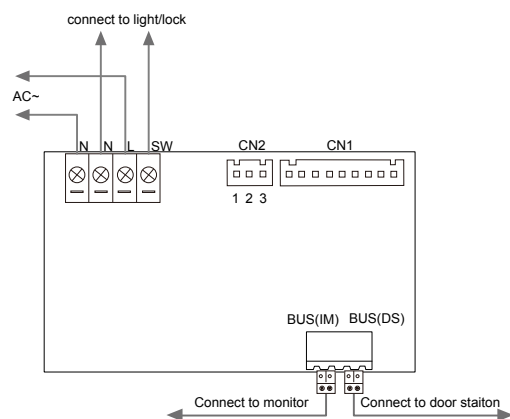 connect to light/lock
AC~
N N L SW
CN2 CN1
1 2 3
BUS(IM) BUS(DS)
Connect to monitor Connect to door staiton